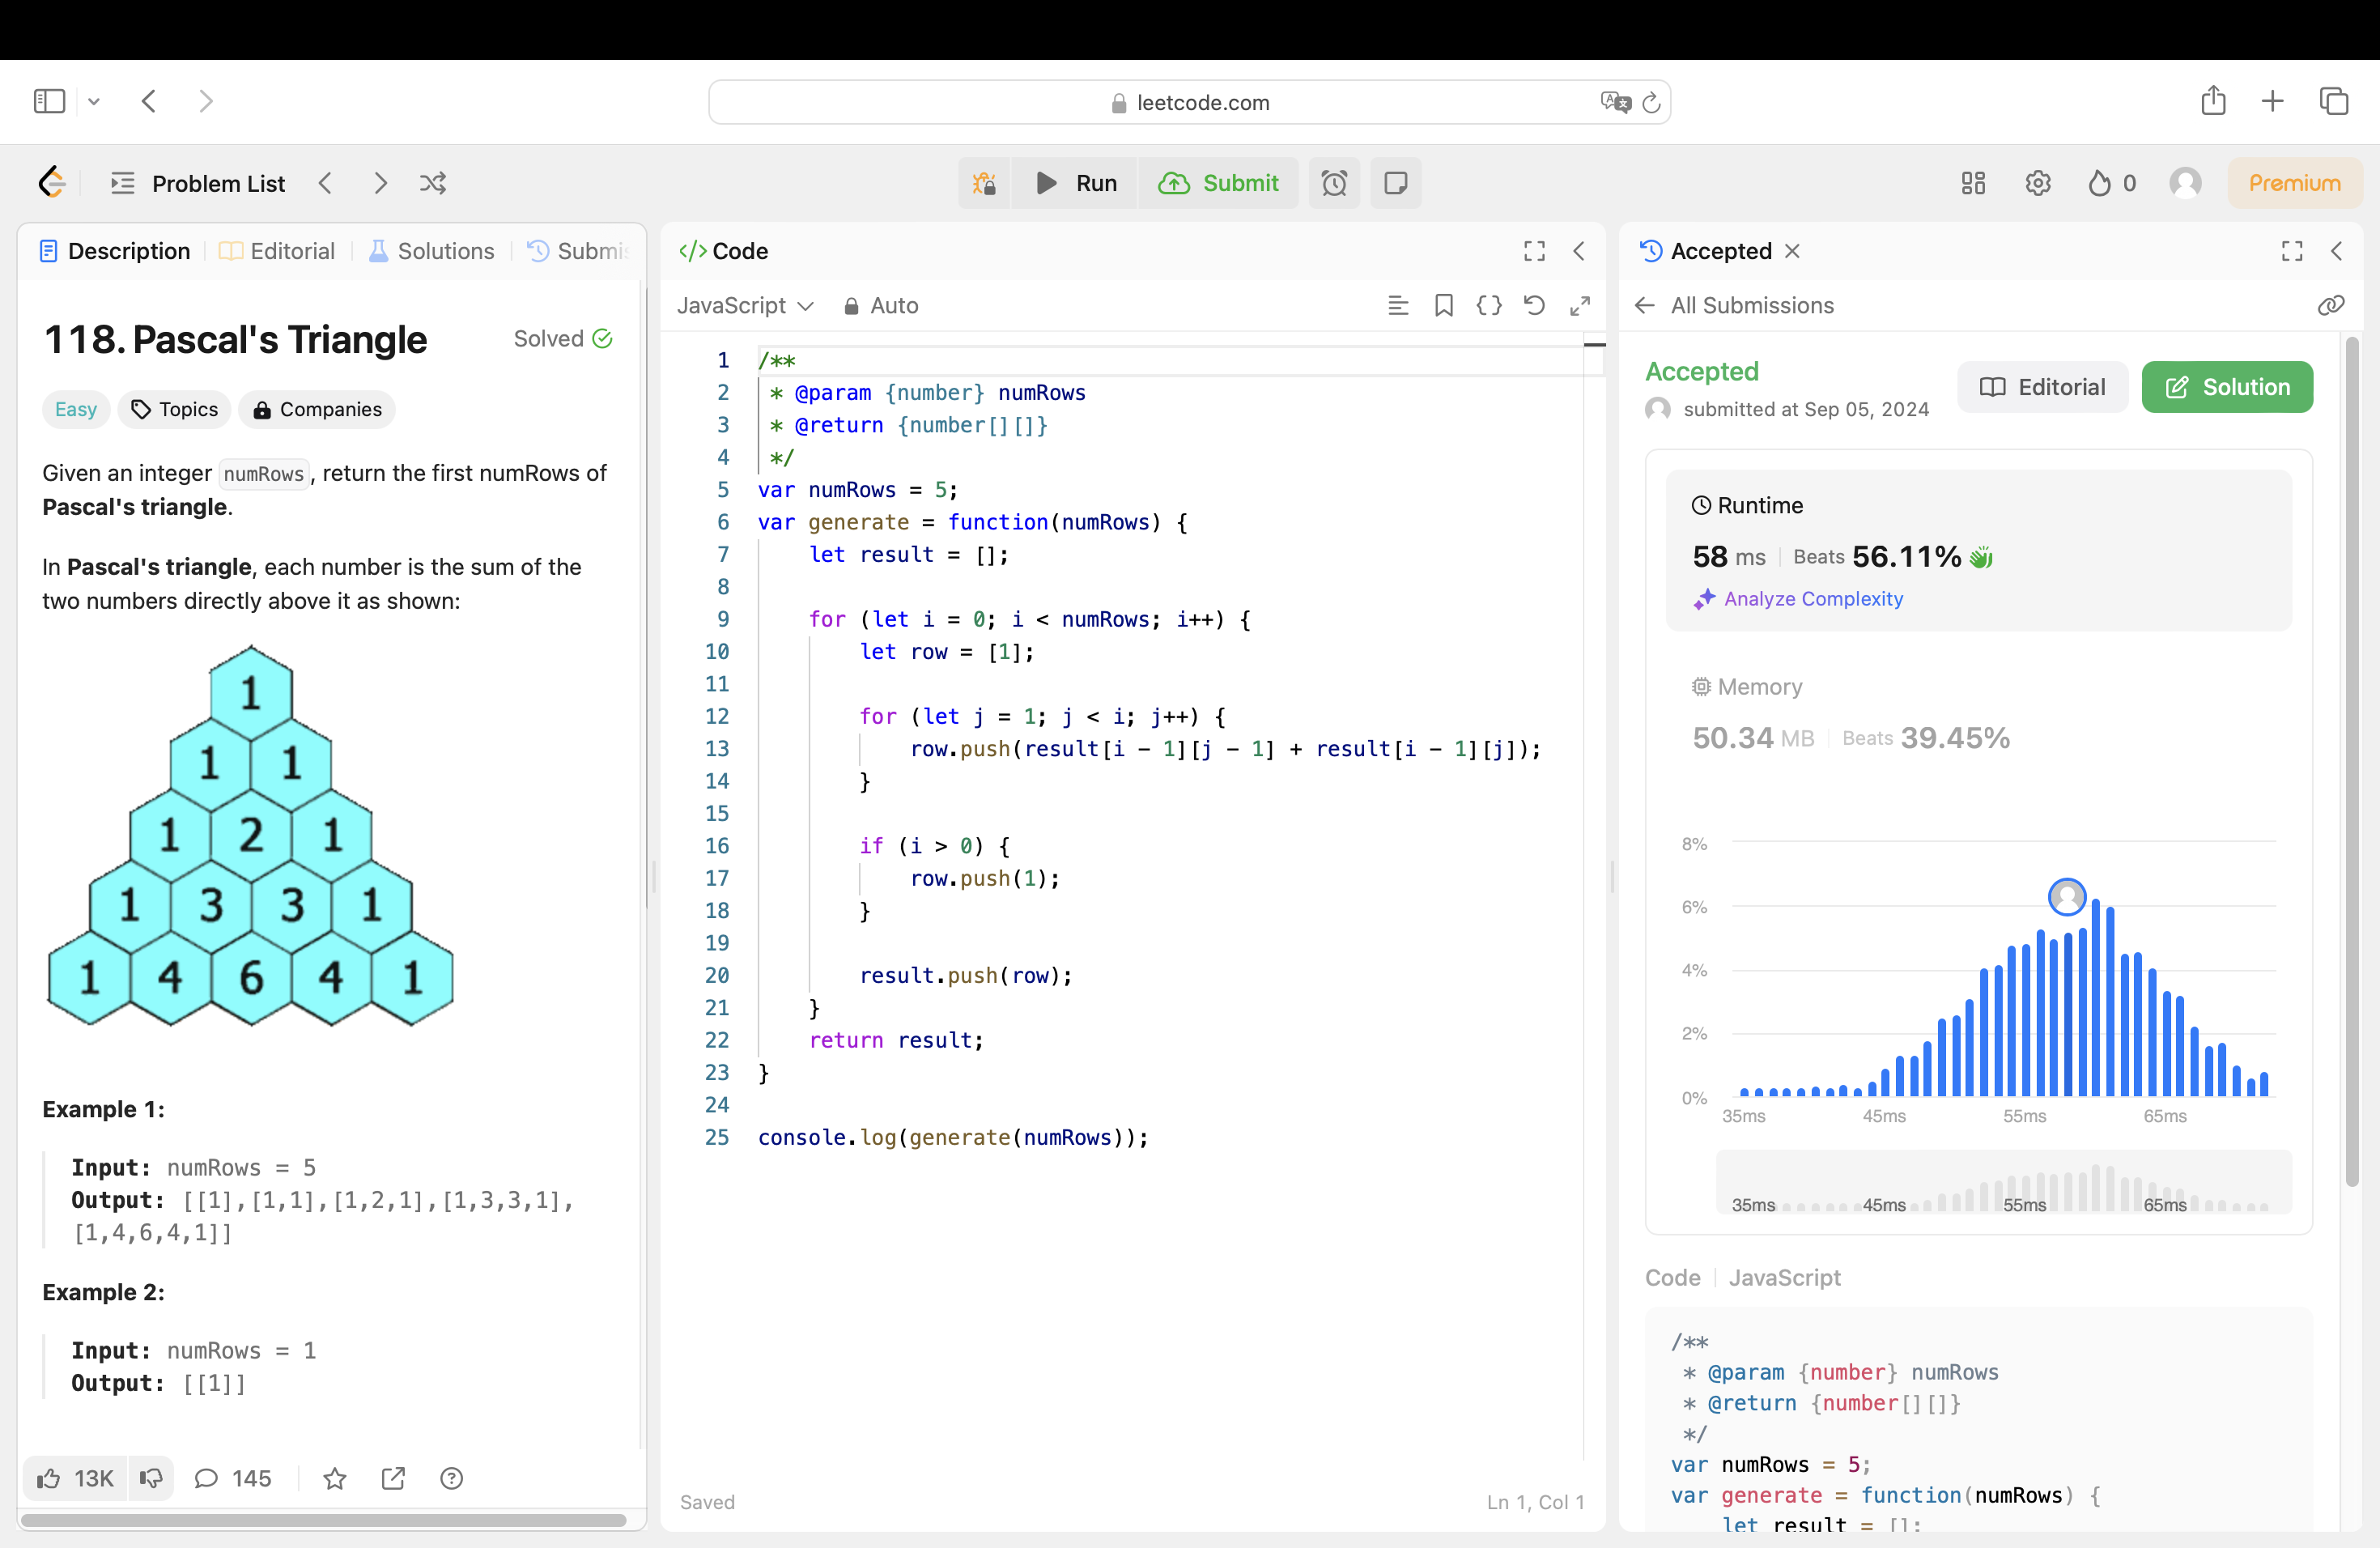 leetcode.com
Problem List
Run
Submit
0
Premium
Description
Editorial
Solutions
Submis
118. Pascal's Triangle
Solved
Easy
Topics
Companies
Given an integer numRows, return the first numRows of
Pascal's triangle.
In Pascal's triangle, each number is the sum of the
two numbers directly above it as shown:
1
1 1
1 2 1
1 3 3 1
1 4 6 4 1
Example 1:
Input: numRows = 5
Output: [[1],[1,1],[1,2,1],[1,3,3,1],
[1,4,6,4,1]]
Example 2:
Input: numRows = 1
Output: [[1]]
13K
145
Code
JavaScript
Auto
1 /**
2 * @param {number} numRows
3 * @return {number[][]}
4 */
5 var numRows = 5;
6 var generate = function(numRows) {
7 let result = [];
8
9 for (let i = 0; i < numRows; i++) {
10 let row = [1];
11
12 for (let j = 1; j < i; j++) {
13 row.push(result[i - 1][j - 1] + result[i - 1][j]);
14 }
15
16 if (i > 0) {
17 row.push(1);
18 }
19
20 result.push(row);
21 }
22 return result;
23 }
24
25 console.log(generate(numRows));
Saved
Ln 1, Col 1
Accepted
All Submissions
Accepted
submitted at Sep 05, 2024
Editorial
Solution
Runtime
58 ms Beats 56.11%
Analyze Complexity
Memory
50.34 MB Beats 39.45%
8%
6%
4%
2%
0%
35ms 45ms 55ms 65ms
35ms 45ms 55ms 65ms
Code JavaScript
/**
* @param {number} numRows
* @return {number[][]}
*/
var numRows = 5;
var generate = function(numRows) {
let result = [];